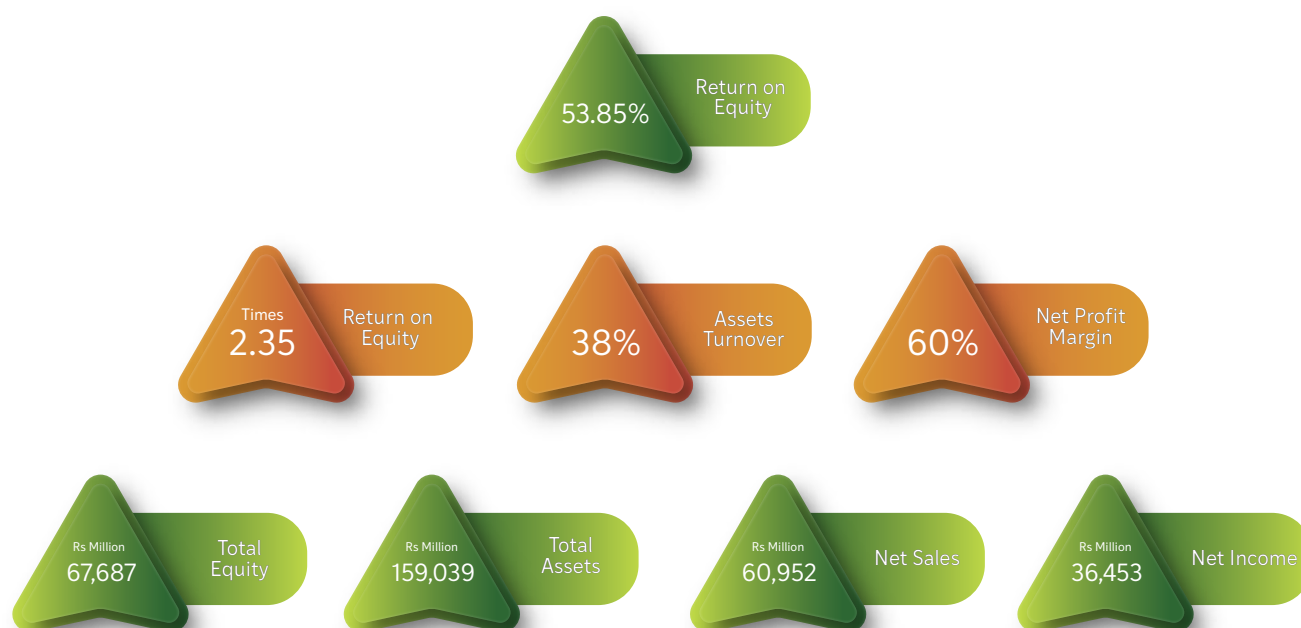 53.85%
Return on
Equity
Times
2.35
Return on
Equity
38%
Assets
Turnover
60%
Net Profit
Margin
Rs Million
67,687
Total
Equity
Rs Million
159,039
Total
Assets
Rs Million
60,952
Net Sales
Rs Million
36,453
Net Income